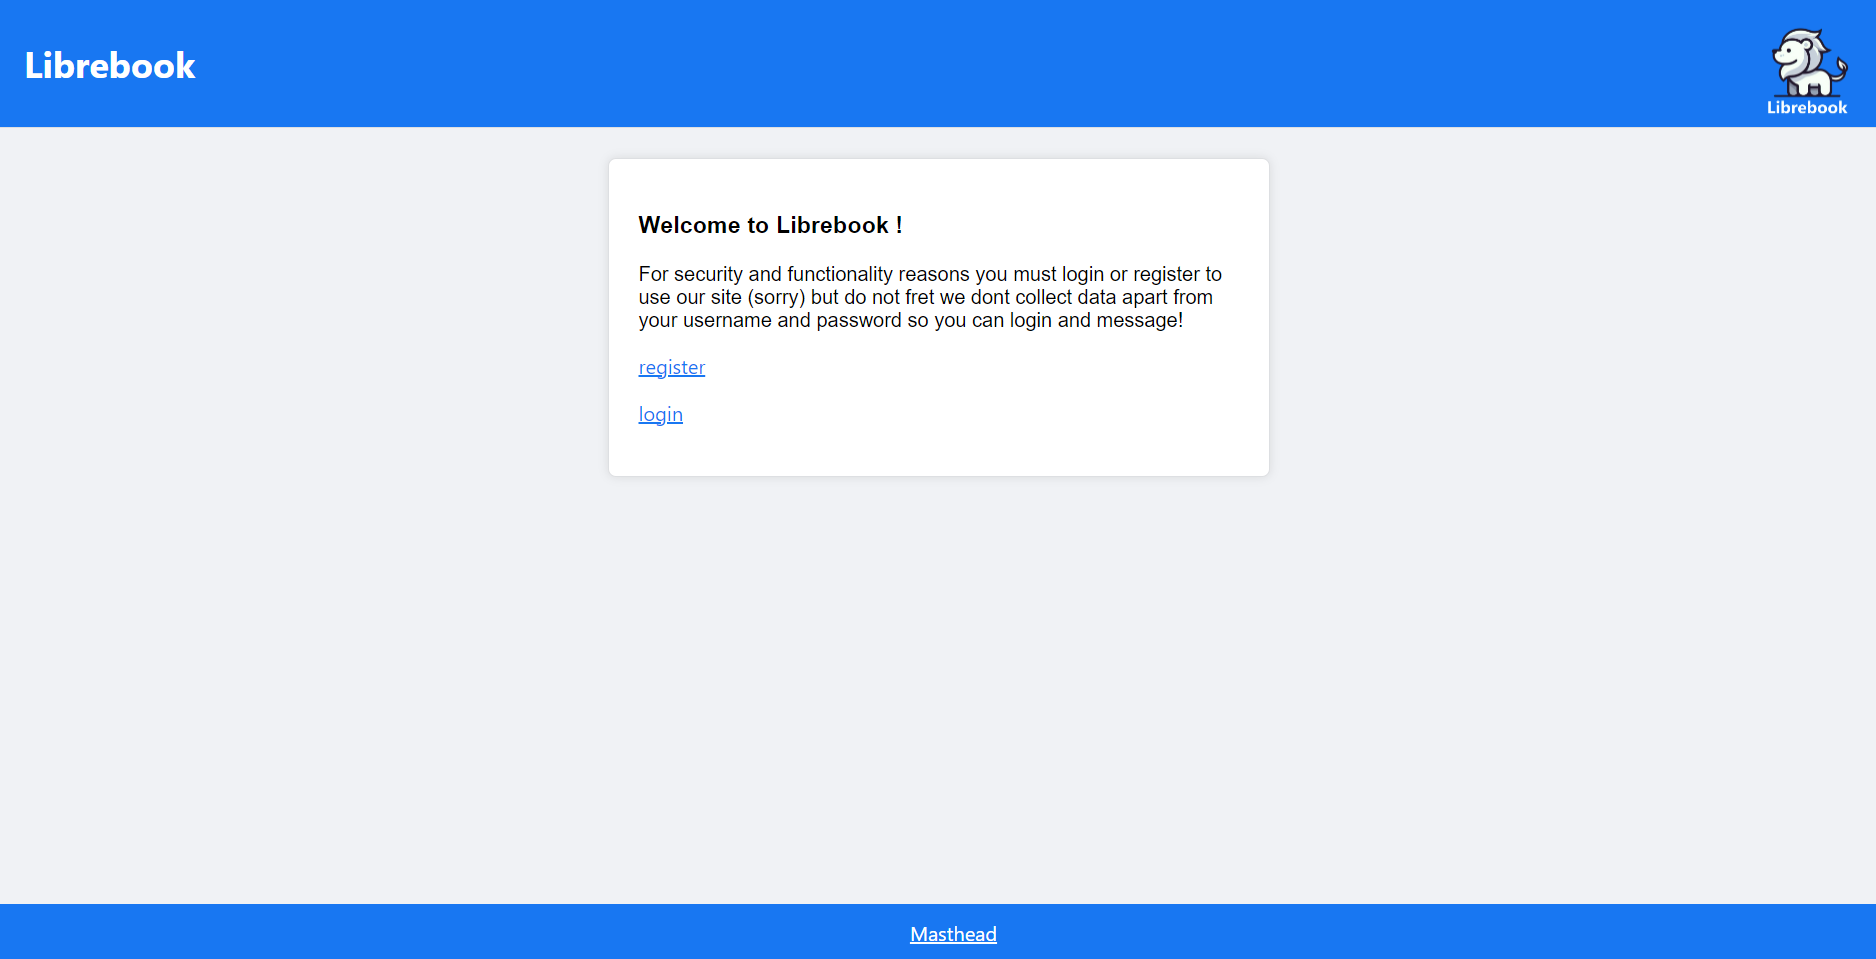 Librebook
Librebook
Welcome to Librebook !
For security and functionality reasons you must login or register to
use our site (sorry) but do not fret we dont collect data apart from
your username and password so you can login and message!
register
login
Masthead